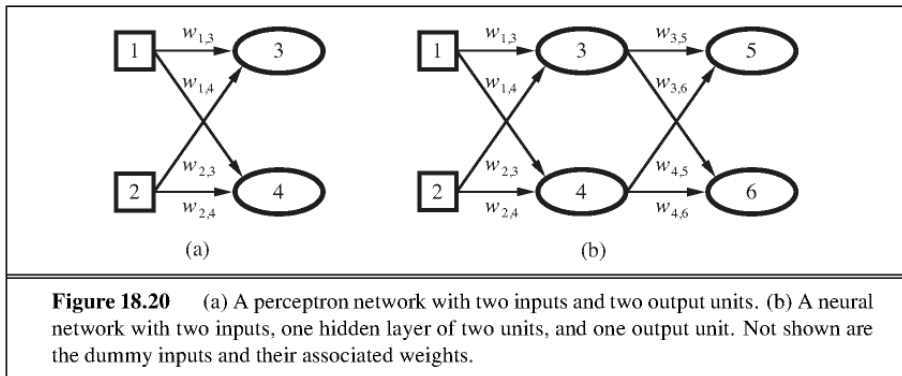 1 w1,3 3 1 w1,3 3 w3,5 5
w1,4 w1,4 w3,6
w2,3 w2,3 w4,5
2 w2,4 4 2 w2,4 4 w4,6 6
(a) (b)
Figure 18.20 (a) A perceptron network with two inputs and two output units. (b) A neural
network with two inputs, one hidden layer of two units, and one output unit. Not shown are
the dummy inputs and their associated weights.